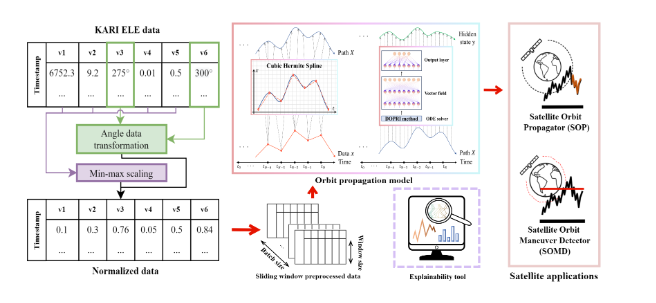 KARI ELE data
Timestamp
v1 v2 v3 v4 v5 v6
6752.3 9.2 275° 0.01 0.5 300°
... ... ... ... ... ...
Angle data
transformation
Min-max scaling
Timestamp
v1 v2 v3 v4 v5 v6
0.1 0.3 0.76 0.05 0.5 0.84
... ... ... ... ... ...
Normalized data
Batch size
Window size
Sliding window preprocessed data
Path X
Cubic Hermite Spline
Data x
Time
Hidden
state y
Output layer
Vector field
DOPRI method
ODE solver
Path X
Time
Orbit propagation model
Explainability tool
Satellite Orbit
Propagator (SOP)
Satellite Orbit
Maneuver Detector
(SOMD)
Satellite applications